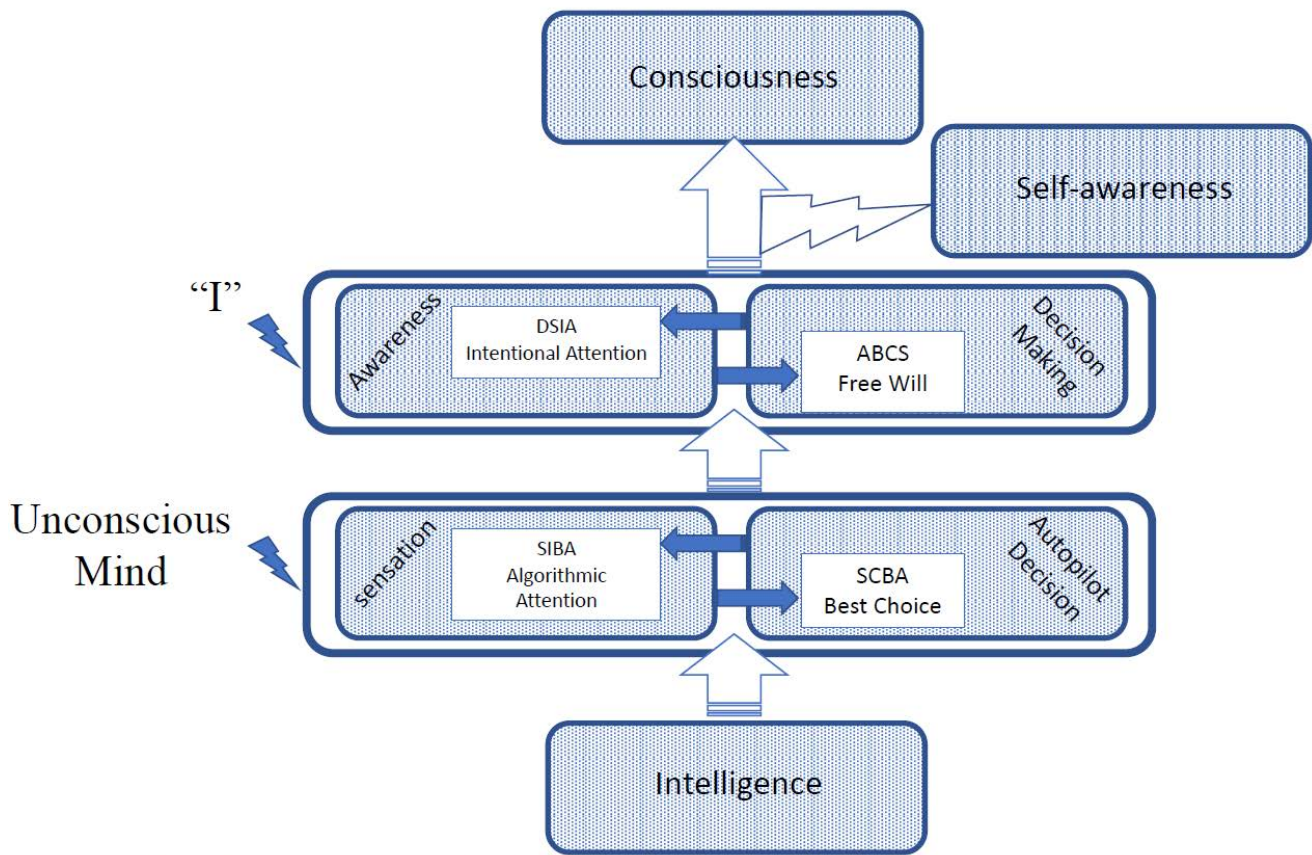 Consciousness
Self-awareness
“I”
Awareness
DSIA
Intentional Attention
ABCS
Free Will
Decision
Making
Unconscious
Mind
sensation
SIBA
Algorithmic
Attention
SCBA
Best Choice
Autopilot
Decision
Intelligence